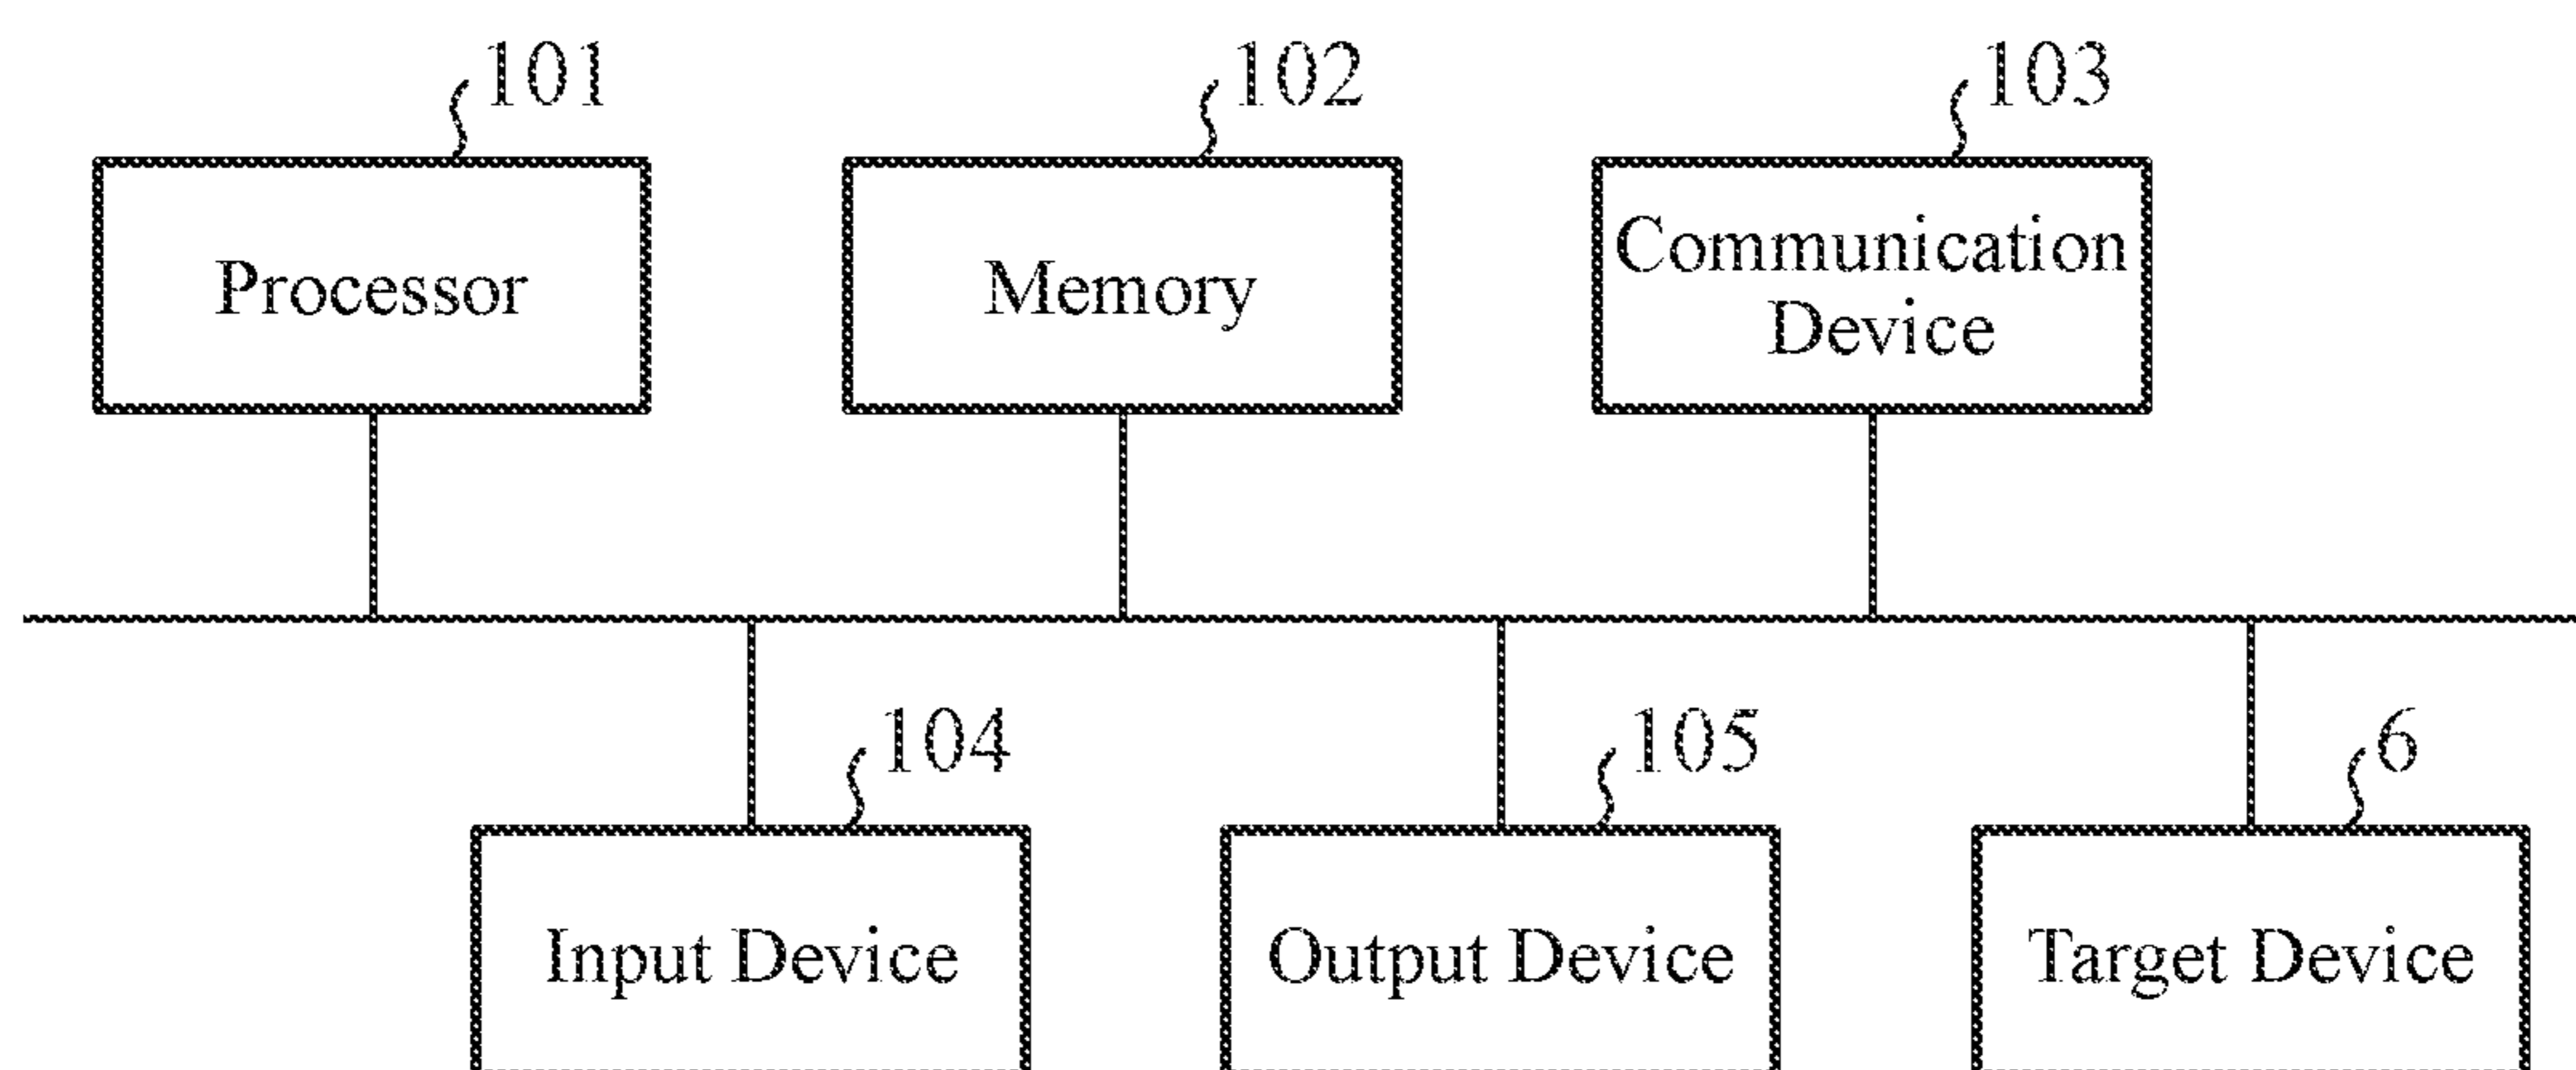 101
102
103
Processor
Memory
Communication
Device
104
105
6
Input Device
Output Device
Target Device